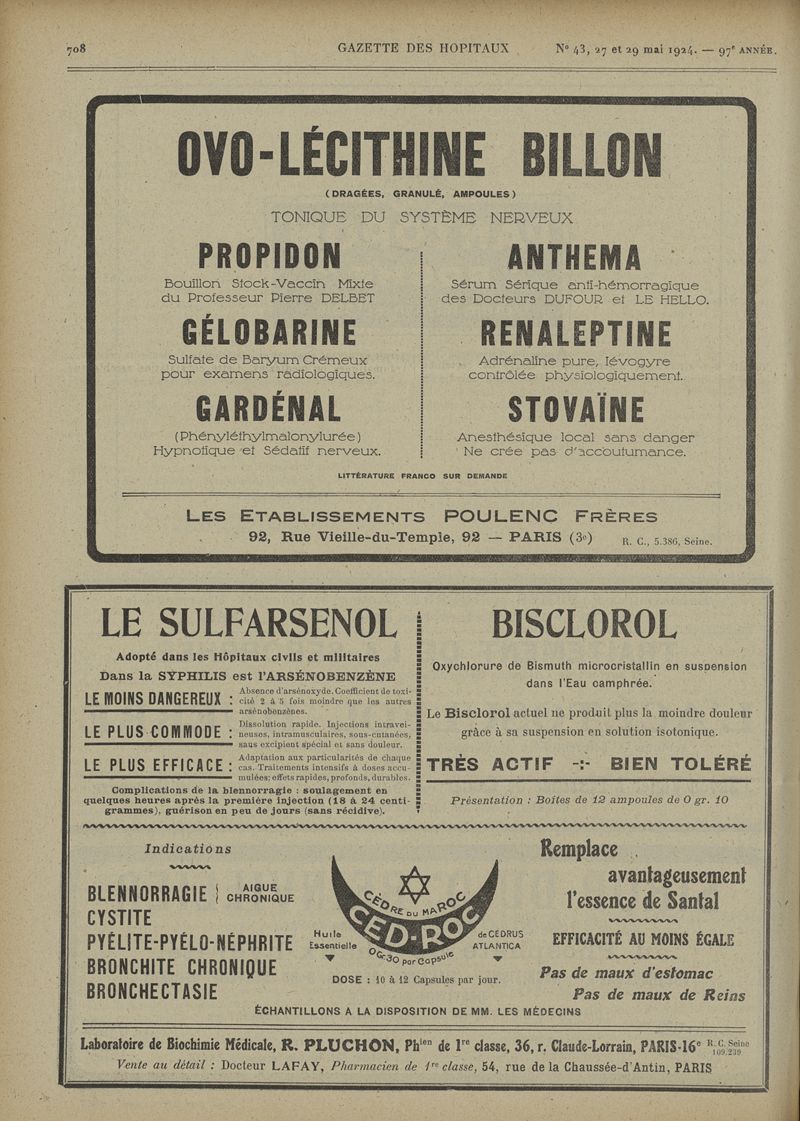 708 GAZETTE DES HOPITAUX N° 43, 27 et 29 mai 1924. — 97e ANNÉE.
OVO-LÉCITHINE BILLON
(DRAGÉES, GRANULÉ, AMPOULES)
TONIQUE DU SYSTÈME NERVEUX
PROPIDON
Bouillon Stock-Vaccin Mixte
du Professeur Pierre DELBET
GÉLOBARINE
Sulfate de Baryum Crémeux
pour examens radiologiques.
GARDÉNAL
(Phényléthylmalonylurée)
Hypnotique et Sédatif nerveux.
ANTHEMA
Sérum Sérique anti-hémorragique
des Docteurs DUFOUR et LE HELLO.
RENALEPTINE
Adrénaline pure, lévogyre
contrôlée physiologiquement.
STOVAÏNE
Anesthésique local sans danger
Ne crée pas d'accoutumance.
LITTÉRATURE FRANCO SUR DEMANDE
LES ETABLISSEMENTS POULENC FRÈRES
92, Rue Vieille-du-Temple, 92 — PARIS (3e) R. C., 5.386, Seine.
LE SULFARSENOL
Adopté dans les Hôpitaux civils et militaires
Dans la SYPHILIS est l'ARSÉNOBENZÈNE
LE MOINS DANGEREUX :
Absence d'arsénoxyde. Coefficient de toxi-
cité 2 à 5 fois moindre que les autres
arsénobenzènes.
LE PLUS COMMODE :
Dissolution rapide. Injections intravei-
neuses, intramusculaires, sous-cutanées,
sans excipient spécial et sans douleur.
LE PLUS EFFICACE :
Adaptation aux particularités de chaque
cas. Traitements intensifs à doses accu-
mulées; effets rapides, profonds, durables.
Complications de la blennorragie : soulagement en
quelques heures après la première injection (18 à 24 centi-
grammes), guérison en peu de jours (sans récidive).
BISCLOROL
Oxychlorure de Bismuth microcristallin en suspension
dans l'Eau camphrée.
Le Bisclorol actuel ne produit plus la moindre douleur
grâce à sa suspension en solution isotonique.
TRÈS ACTIF -:- BIEN TOLÉRÉ
Présentation : Boîtes de 12 ampoules de 0 gr. 10
Indications
BLENNORRAGIE } AIGUE
CHRONIQUE
CYSTITE
PYÉLITE-PYÉLO-NÉPHRITE
BRONCHITE CHRONIQUE
BRONCHECTASIE
CÈDRE DU MAROC
CED-ROC
Huile
Essentielle
de CEDRUS
ATLANTICA
0Gr30 par Capsule
DOSE : 10 à 12 Capsules par jour.
Remplace
avantageusement
l'essence de Santal
EFFICACITÉ AU MOINS ÉGALE
Pas de maux d'estomac
Pas de maux de Reins
ÉCHANTILLONS A LA DISPOSITION DE MM. LES MÉDECINS
Laboratoire de Biochimie Médicale, R. PLUCHON, Phien de 1re classe, 36, r. Claude-Lorrain, PARIS-16e R. C. Seine 109.239
Vente au détail : Docteur LAFAY, Pharmacien de 1re classe, 54, rue de la Chaussée-d'Antin, PARIS